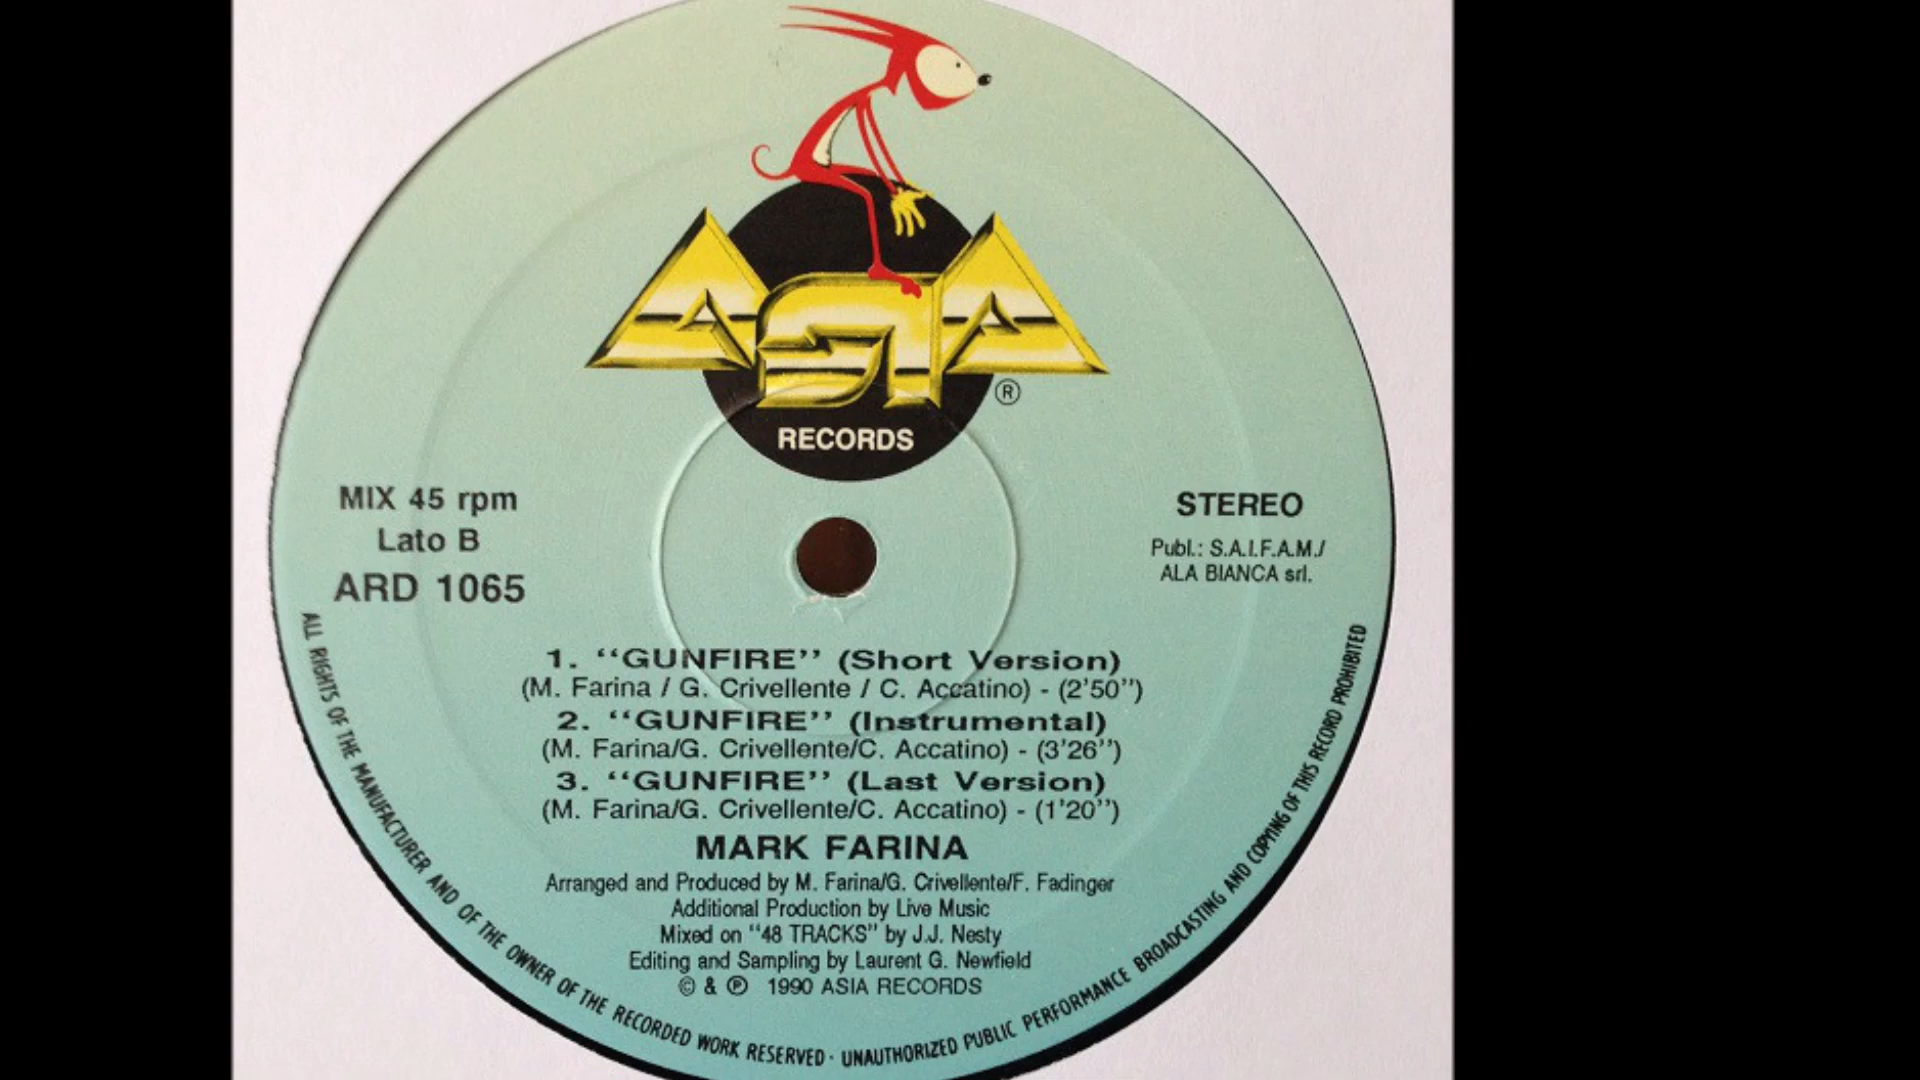 ASIA
®
RECORDS
MIX 45 rpm
Lato B
ARD 1065
STEREO
Publ.: S.A.I.F.A.M./
ALA BIANCA srl.
1. “GUNFIRE” (Short Version)
(M. Farina / G. Crivellente / C. Accatino) - (2’50”)
2. “GUNFIRE” (Instrumental)
(M. Farina/G. Crivellente/C. Accatino) - (3’26”)
3. “GUNFIRE” (Last Version)
(M. Farina/G. Crivellente/C. Accatino) - (1’20”)
MARK FARINA
Arranged and Produced by M. Farina/G. Crivellente/F. Fadinger
Additional Production by Live Music
Mixed on “48 TRACKS” by J.J. Nesty
Editing and Sampling by Laurent G. Newfield
© & ℗ 1990 ASIA RECORDS
ALL RIGHTS OF THE MANUFACTURER AND OF THE OWNER OF THE RECORDED WORK RESERVED · UNAUTHORIZED PUBLIC PERFORMANCE BROADCASTING AND COPYING OF THIS RECORD PROHIBITED